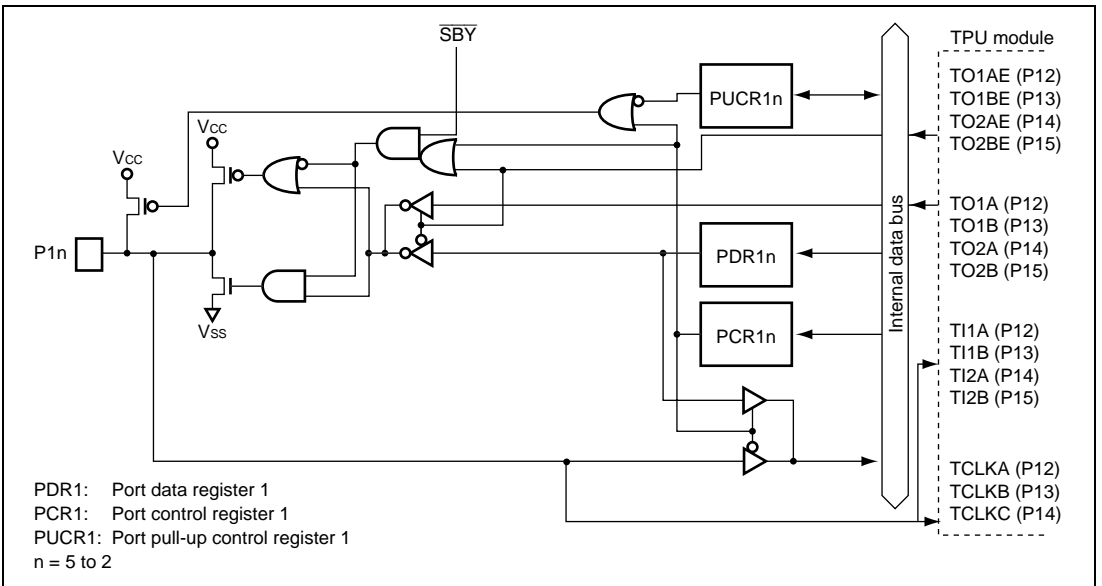 SBY
TPU module
TO1AE (P12)
TO1BE (P13)
TO2AE (P14)
TO2BE (P15)
PUCR1n
VCC
VCC
TO1A (P12)
TO1B (P13)
TO2A (P14)
TO2B (P15)
P1n
PDR1n
Internal data bus
VSS
PCR1n
TI1A (P12)
TI1B (P13)
TI2A (P14)
TI2B (P15)
TCLKA (P12)
TCLKB (P13)
TCLKC (P14)
PDR1: Port data register 1
PCR1: Port control register 1
PUCR1: Port pull-up control register 1
n = 5 to 2